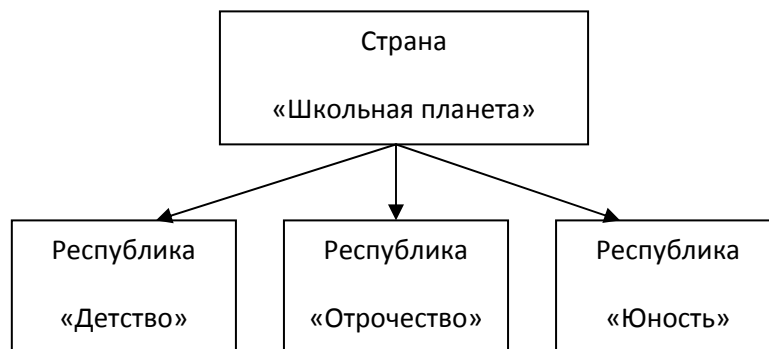 Страна
«Школьная планета»
Республика
«Детство»
Республика
«Отрочество»
Республика
«Юность»